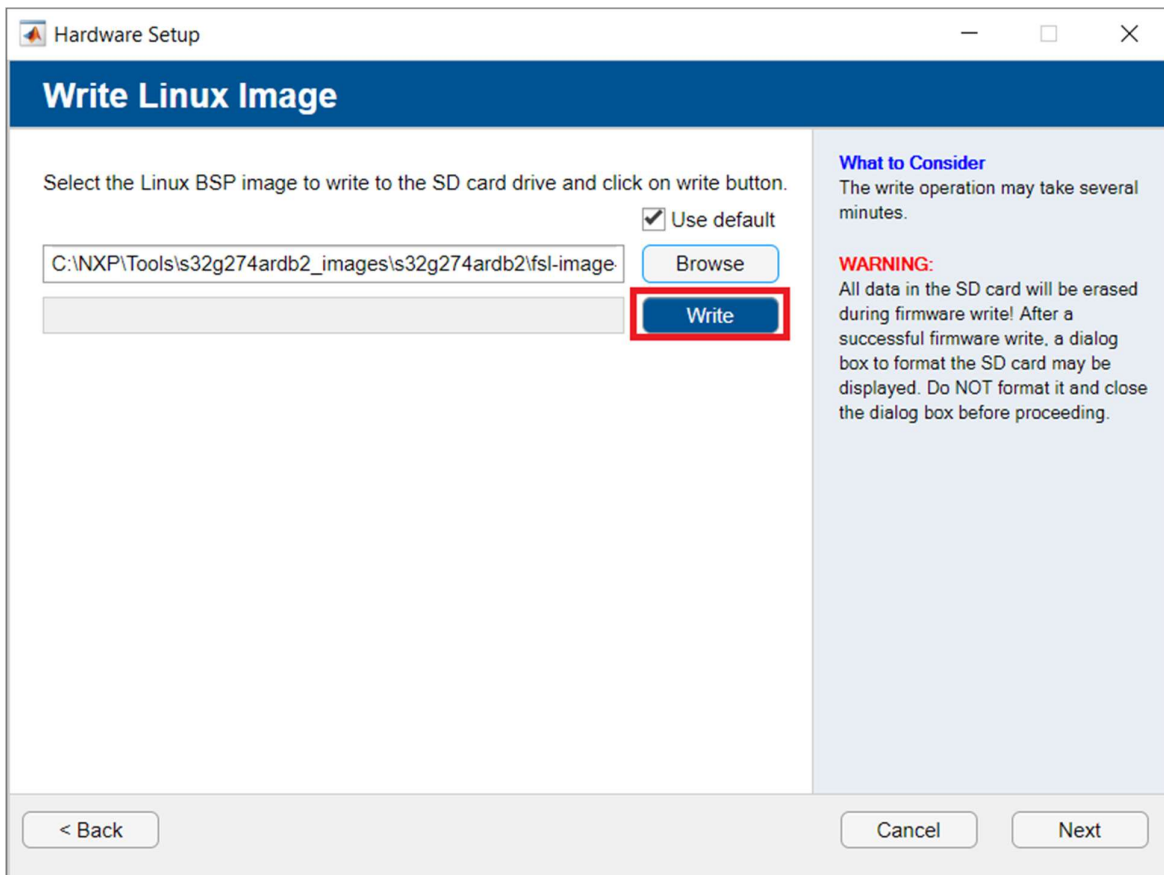 Hardware Setup
Write Linux Image
Select the Linux BSP image to write to the SD card drive and click on write button.
Use default
C:\NXP\Tools\s32g274ardb2_images\s32g274ardb2\fsl-image-
Browse
Write
What to Consider
The write operation may take several
minutes.
WARNING:
All data in the SD card will be erased
during firmware write! After a
successful firmware write, a dialog
box to format the SD card may be
displayed. Do NOT format it and close
the dialog box before proceeding.
< Back
Cancel
Next